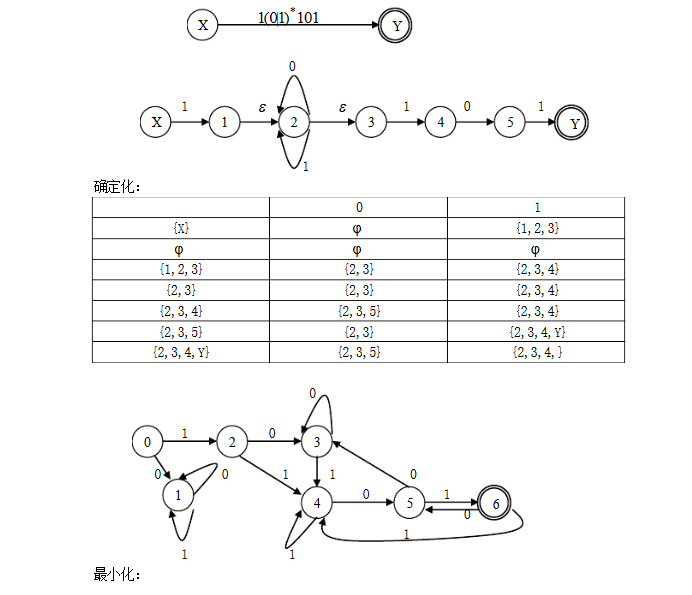 X 1(0|1)*101 Y
0
X 1 1 ε 2 ε 3 1 4 0 5 1 Y
1
确定化：
0 1
{X} φ {1,2,3}
φ φ φ
{1,2,3} {2,3} {2,3,4}
{2,3} {2,3} {2,3,4}
{2,3,4} {2,3,5} {2,3,4}
{2,3,5} {2,3} {2,3,4,Y}
{2,3,4,Y} {2,3,5} {2,3,4,}
0
0 1 2 0 3
0 0 1 1 0
1 4 0 5 1 6
0
1 1 1
最小化：